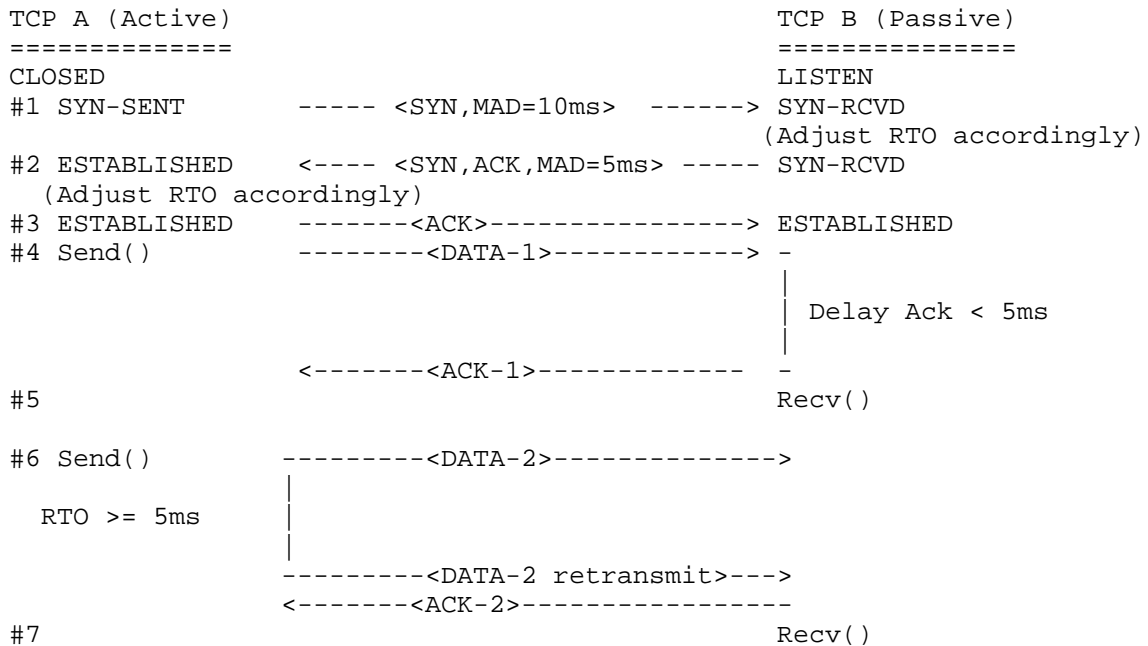 TCP A (Active)                                    TCP B (Passive)
==============                                    ===============
CLOSED                                            LISTEN
#1 SYN-SENT       ----- <SYN,MAD=10ms>  ------> SYN-RCVD
(Adjust RTO accordingly)
#2 ESTABLISHED    <---- <SYN,ACK,MAD=5ms> ----- SYN-RCVD
(Adjust RTO accordingly)
#3 ESTABLISHED    -------<ACK>----------------> ESTABLISHED
#4 Send()         --------<DATA-1>------------> -
|
| Delay Ack < 5ms
|
<-------<ACK-1>-------------  -
#5                                              Recv()
#6 Send()        ---------<DATA-2>-------------->
|
RTO >= 5ms     |
|
---------<DATA-2 retransmit>--->
<-------<ACK-2>-----------------
#7                                              Recv()